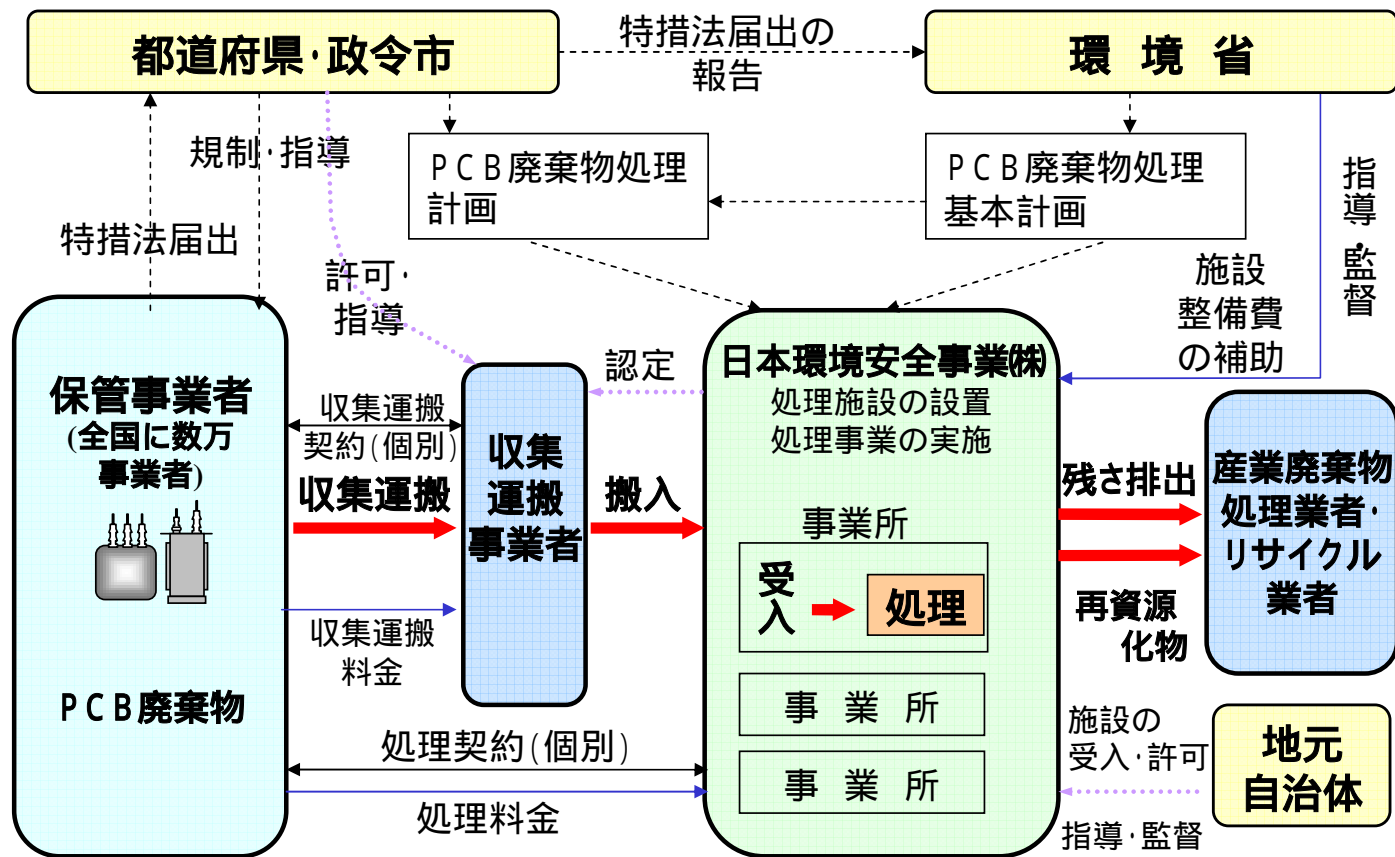 都道府県･政令市
特措法届出の
報告
環 境 省
規制･指導
特措法届出
PCB廃棄物処理
計画
PCB廃棄物処理
基本計画
指導･監督
許可･
指導
施設
整備費
の補助
保管事業者
(全国に数万
事業者)
PCB廃棄物
収集運搬
契約(個別)
収集運搬
収集運搬
料金
収集
運搬
事業者
認定
搬入
日本環境安全事業㈱
処理施設の設置
処理事業の実施
事業所
受入
処理
事 業 所
事 業 所
処理契約(個別)
処理料金
残さ排出
再資源
化物
産業廃棄物
処理業者･
リサイクル
業者
施設の
受入･許可
指導･監督
地元
自治体